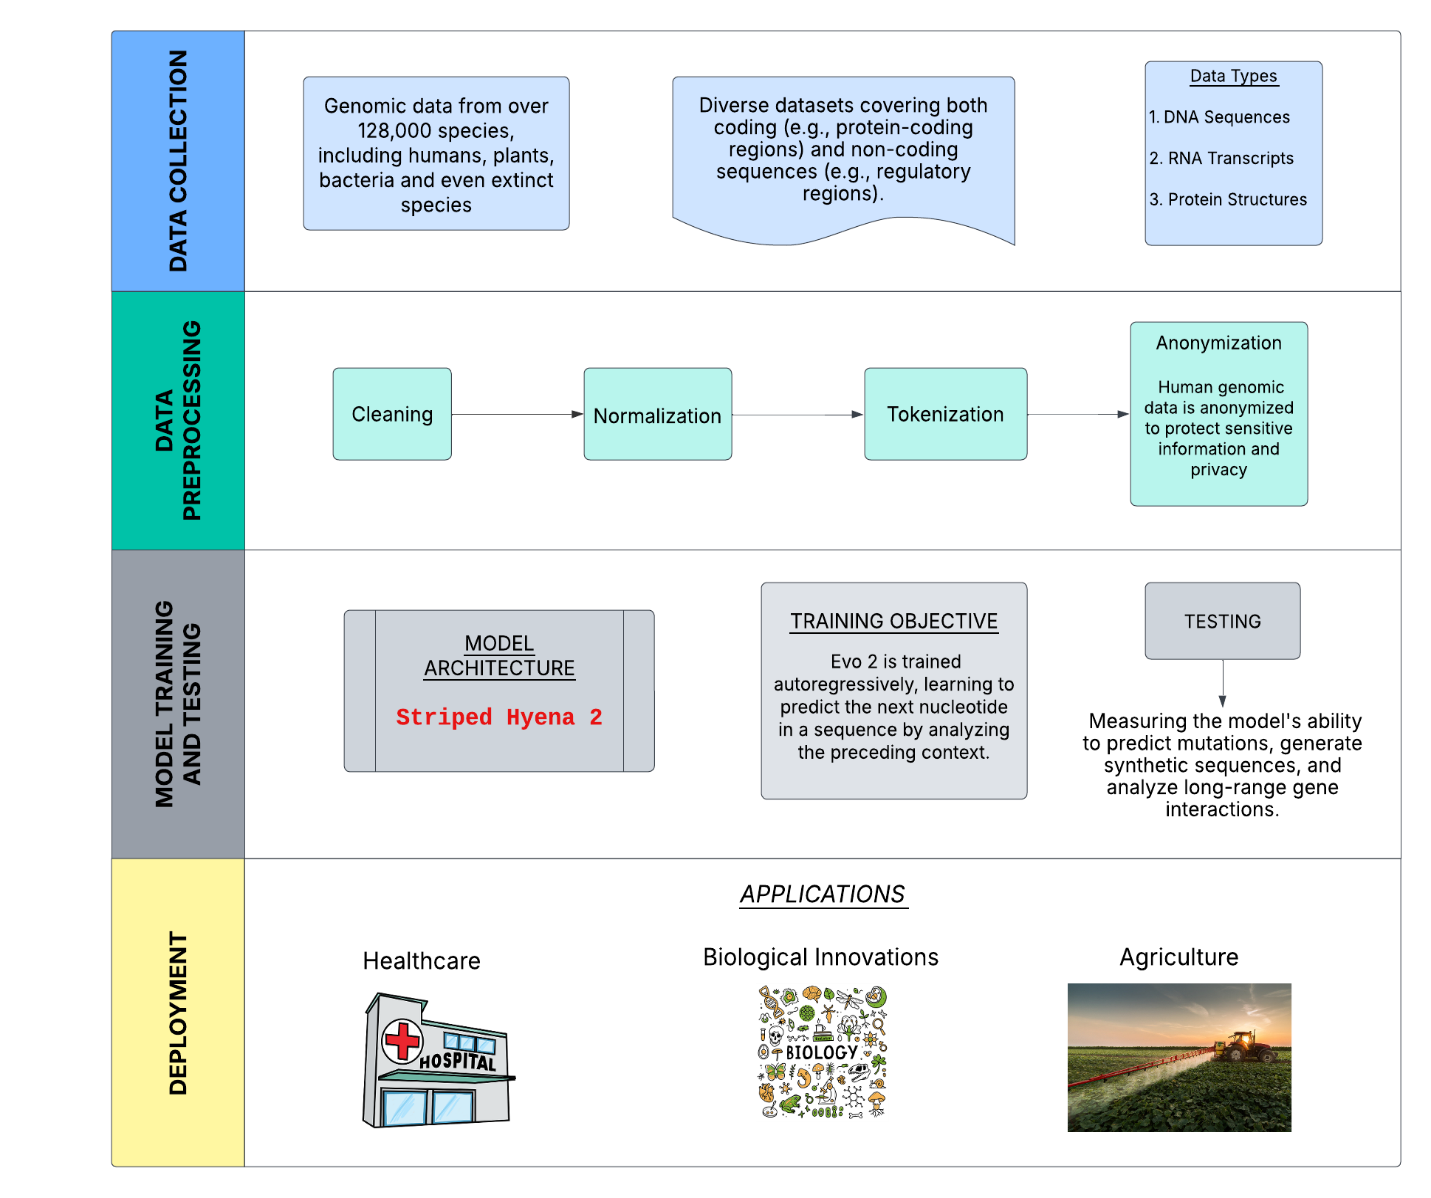 DATA COLLECTION
Genomic data from over
128,000 species,
including humans, plants,
bacteria and even extinct
species
Diverse datasets covering both
coding (e.g., protein-coding
regions) and non-coding
sequences (e.g., regulatory
regions).
Data Types
1. DNA Sequences
2. RNA Transcripts
3. Protein Structures
DATA
PREPROCESSING
Cleaning
Normalization
Tokenization
Anonymization
Human genomic
data is anonymized
to protect sensitive
information and
privacy
MODEL TRAINING
AND TESTING
MODEL
ARCHITECTURE
Striped Hyena 2
TRAINING OBJECTIVE
Evo 2 is trained
autoregressively, learning to
predict the next nucleotide
in a sequence by analyzing
the preceding context.
TESTING
Measuring the model's ability
to predict mutations, generate
synthetic sequences, and
analyze long-range gene
interactions.
DEPLOYMENT
APPLICATIONS
Healthcare
HOSPITAL
Biological Innovations
BIOLOGY
Agriculture